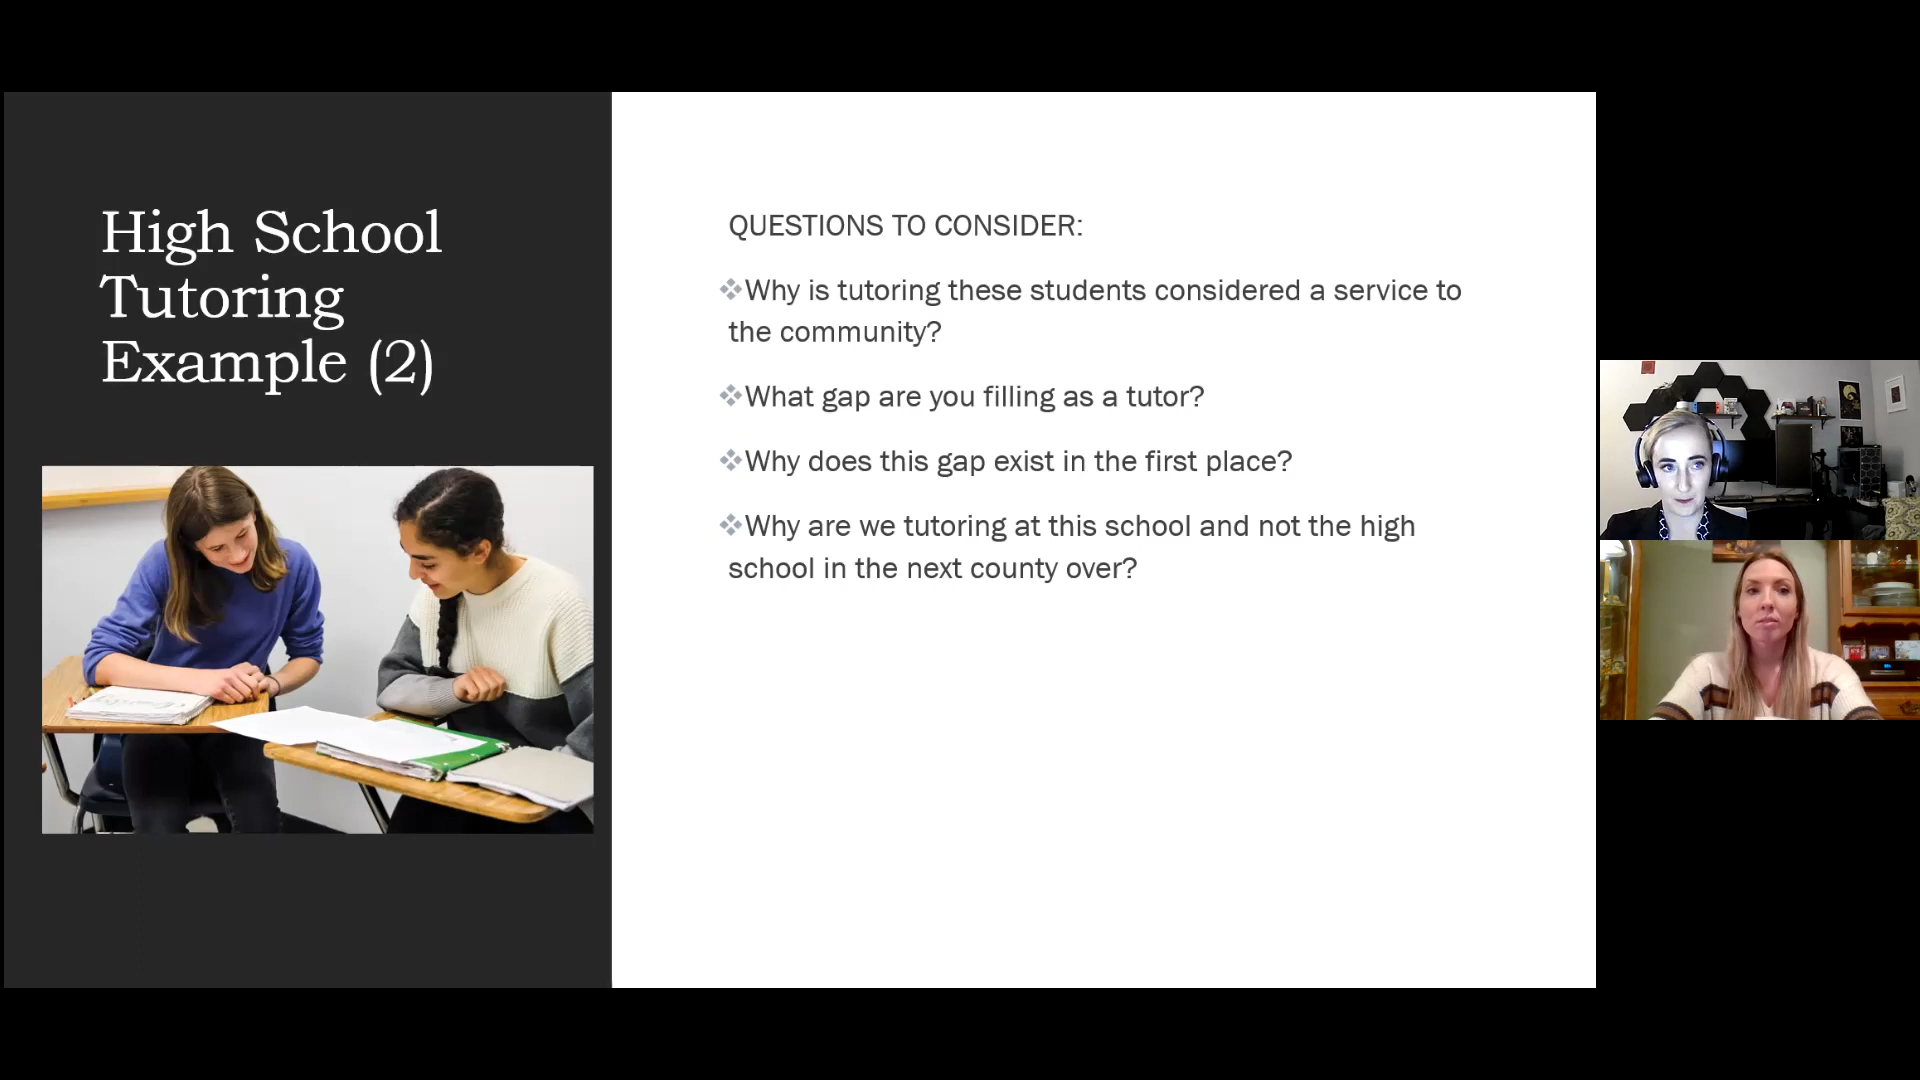 High School
Tutoring
Example (2)
QUESTIONS TO CONSIDER:
❖Why is tutoring these students considered a service to
the community?
❖What gap are you filling as a tutor?
❖Why does this gap exist in the first place?
❖Why are we tutoring at this school and not the high
school in the next county over?